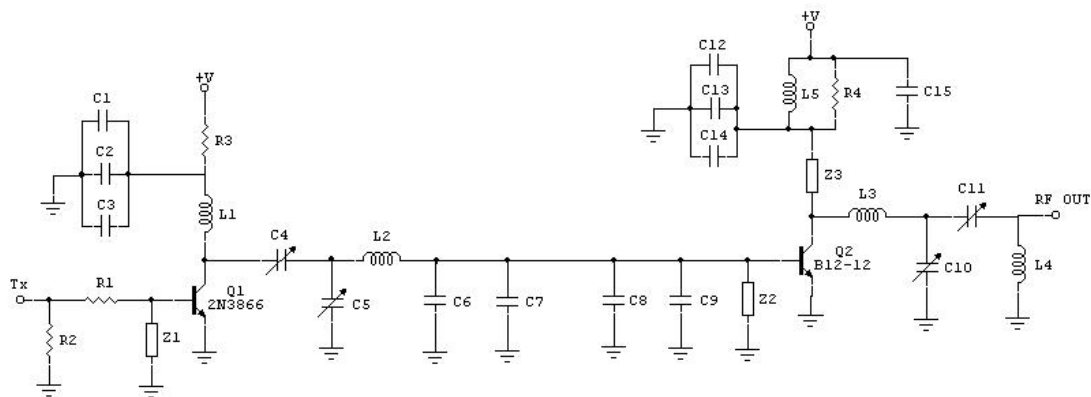 +V
C12
C13
C14
L5
R4
C15
+V
C1
C2
C3
R3
L1
Z3
L3
C11
RF OUT
C4
L2
Q2
B12-12
C10
L4
Tx
R1
Q1
2N3866
R2
Z1
C5
C6
C7
C8
C9
Z2